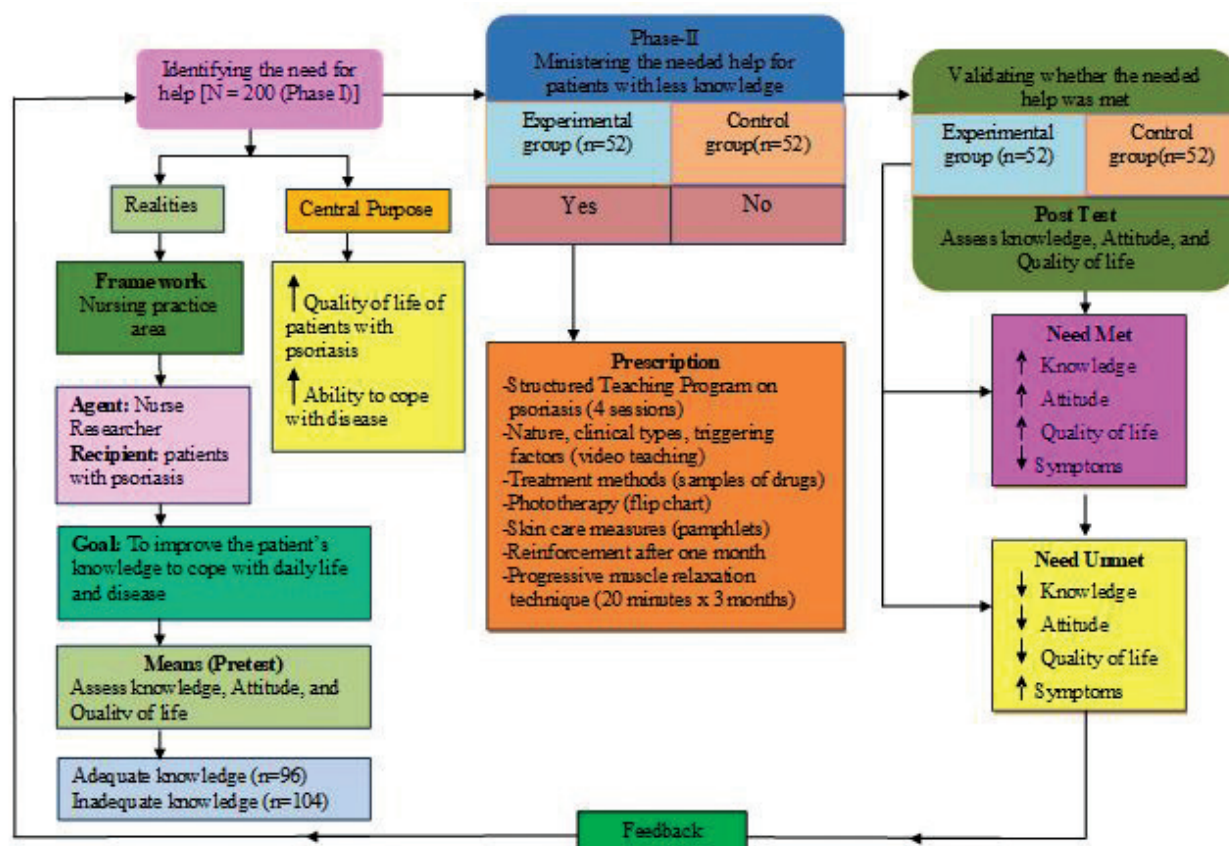 Identifying the need for
help [N = 200 (Phase I)]
Realities
Central Purpose
Framework
Nursing practice
area
↑ Quality of life of
patients with
psoriasis
↑ Ability to cope
with disease
Agent: Nurse
Researcher
Recipient: patients
with psoriasis
Goal: To improve the patient's
knowledge to cope with daily life
and disease
Means (Pretest)
Assess knowledge, Attitude, and
Quality of life
Adequate knowledge (n=96)
Inadequate knowledge (n=104)
Phase-II
Ministering the needed help for
patients with less knowledge
Experimental
group (n=52)
Control
group(n=52)
Yes
No
Prescription
-Structured Teaching Program on
psoriasis (4 sessions)
-Nature, clinical types, triggering
factors (video teaching)
-Treatment methods (samples of drugs)
-Phototherapy (flip chart)
-Skin care measures (pamphlets)
-Reinforcement after one month
-Progressive muscle relaxation
technique (20 minutes x 3 months)
Validating whether the needed
help was met
Experimental
group (n=52)
Control
group(n=52)
Post Test
Assess knowledge, Attitude, and
Quality of life
Need Met
↑ Knowledge
↑ Attitude
↑ Quality of life
↓ Symptoms
Need Unmet
↓ Knowledge
↓ Attitude
↓ Quality of life
↑ Symptoms
Feedback